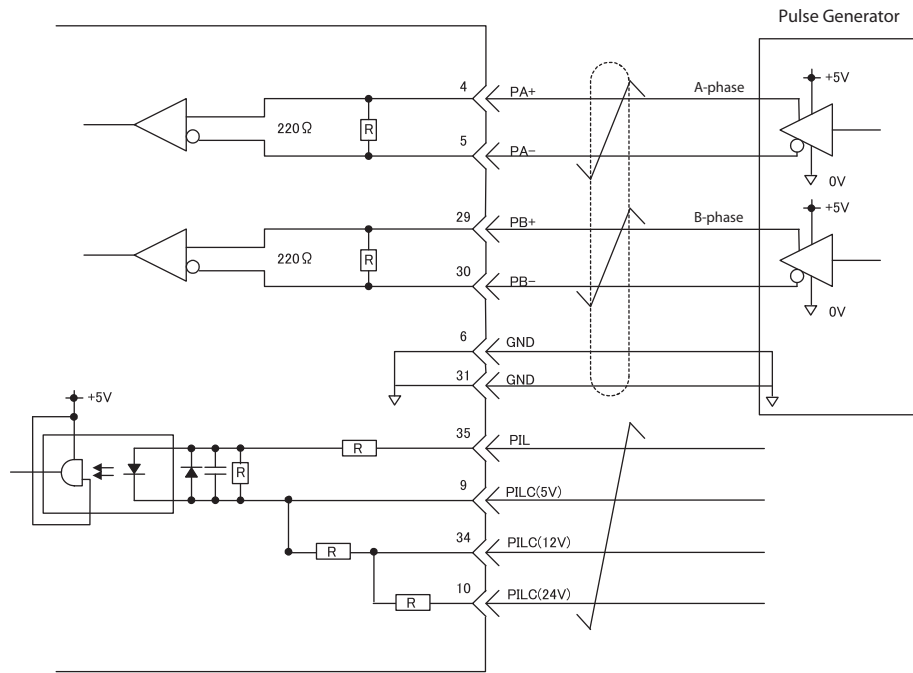 Pulse Generator
+5V
4
PA+
A-phase
220Ω
R
5
PA-
0V
+5V
29
PB+
B-phase
220Ω
R
30
PB-
0V
6
GND
31
GND
+5V
35
PIL
R
R
9
PILC(5V)
34
PILC(12V)
R
10
PILC(24V)
R